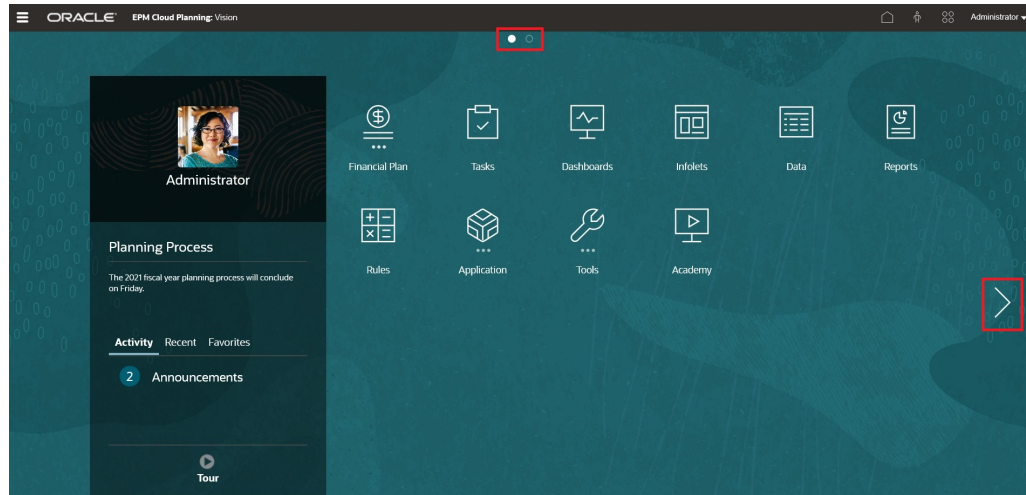 ORACLE® EPM Cloud Planning: Vision Administrator
Administrator
Financial Plan Tasks Dashboards Infolets Data Reports
Rules Application Tools Academy
Planning Process
The 2021 fiscal year planning process will conclude
on Friday.
Activity Recent Favorites
2 Announcements
Tour